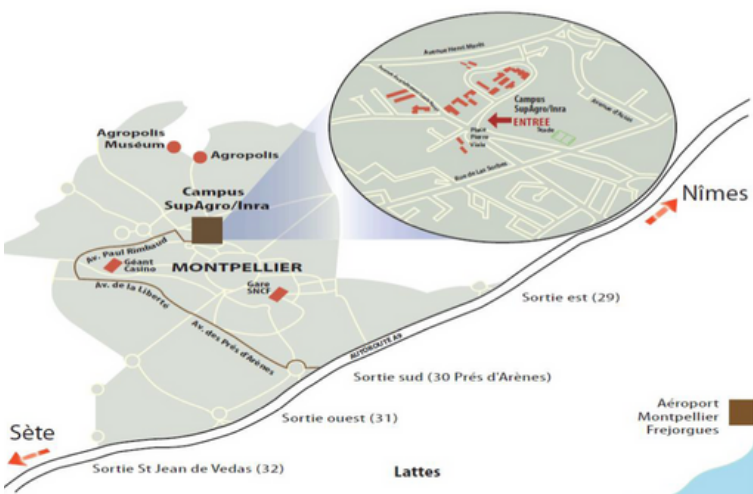 Avenue Henri Marès
Avenue d'Assas
Campus
SupAgro/Inra
ENTREE
Stade
Place
Pierre
Viala
Rue de Las Sorbes
Agropolis
Muséum
Agropolis
Campus
SupAgro/Inra
Nîmes
Av. Paul Rimbaud
Géant
Casino
MONTPELLIER
Gare
SNCF
Av. de la Liberté
Av. des Prés d'Arènes
AUTOROUTE A9
Sortie est (29)
Sortie sud (30 Prés d'Arènes)
Sortie ouest (31)
Aéroport
Montpellier
Frejorgues
Sète
Sortie St Jean de Vedas (32)
Lattes